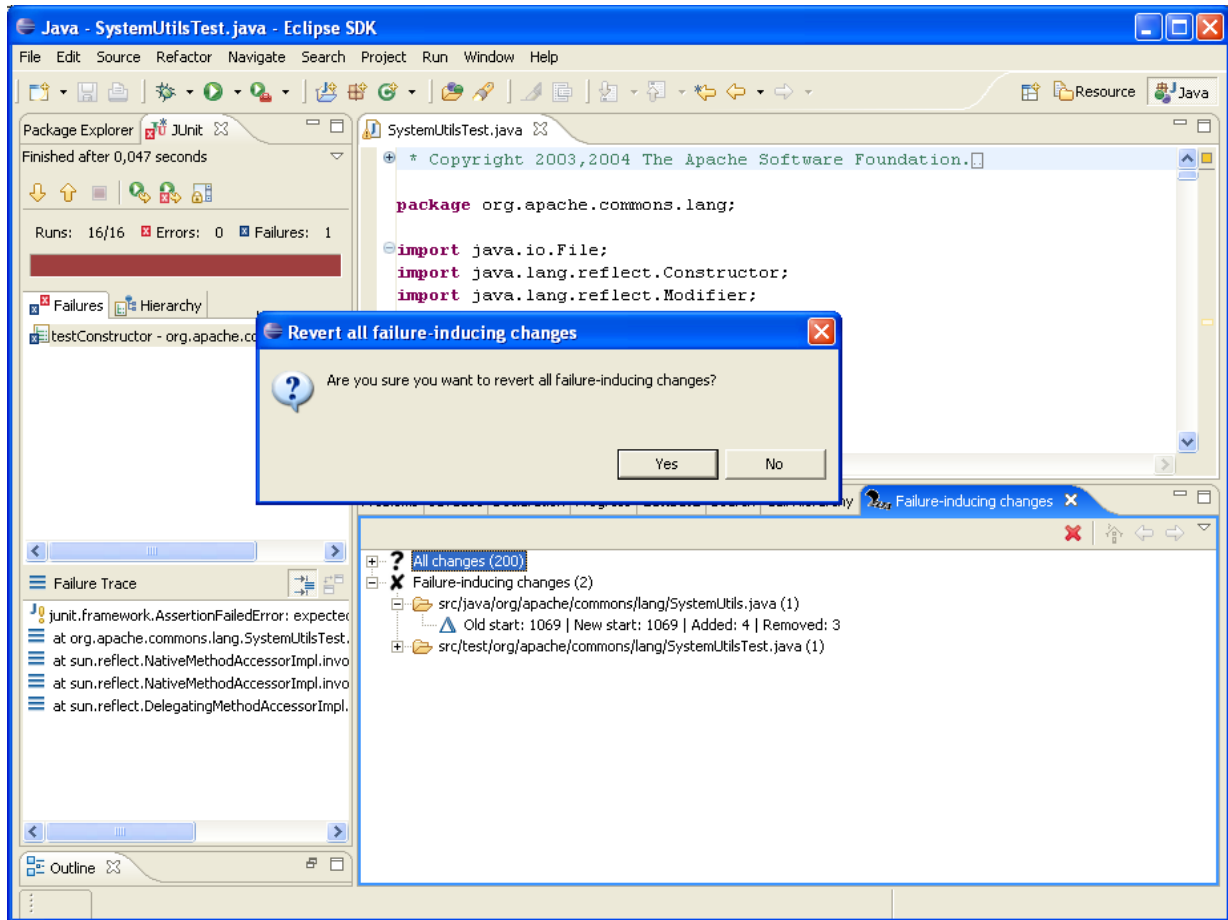 Java - SystemUtilsTest.java - Eclipse SDK
File Edit Source Refactor Navigate Search Project Run Window Help
Resource Java
Package Explorer JUnit
Finished after 0,047 seconds
Runs: 16/16 Errors: 0 Failures: 1
Failures Hierarchy
testConstructor - org.apache.co
SystemUtilsTest.java
* Copyright 2003,2004 The Apache Software Foundation.
package org.apache.commons.lang;
import java.io.File;
import java.lang.reflect.Constructor;
import java.lang.reflect.Modifier;
Revert all failure-inducing changes
Are you sure you want to revert all failure-inducing changes?
Yes No
Failure-inducing changes
All changes (200)
Failure-inducing changes (2)
src/java/org/apache/commons/lang/SystemUtils.java (1)
Old start: 1069 | New start: 1069 | Added: 4 | Removed: 3
src/test/org/apache/commons/lang/SystemUtilsTest.java (1)
Failure Trace
junit.framework.AssertionFailedError: expected
at org.apache.commons.lang.SystemUtilsTest.
at sun.reflect.NativeMethodAccessorImpl.invo
at sun.reflect.NativeMethodAccessorImpl.invo
at sun.reflect.DelegatingMethodAccessorImpl.
Outline